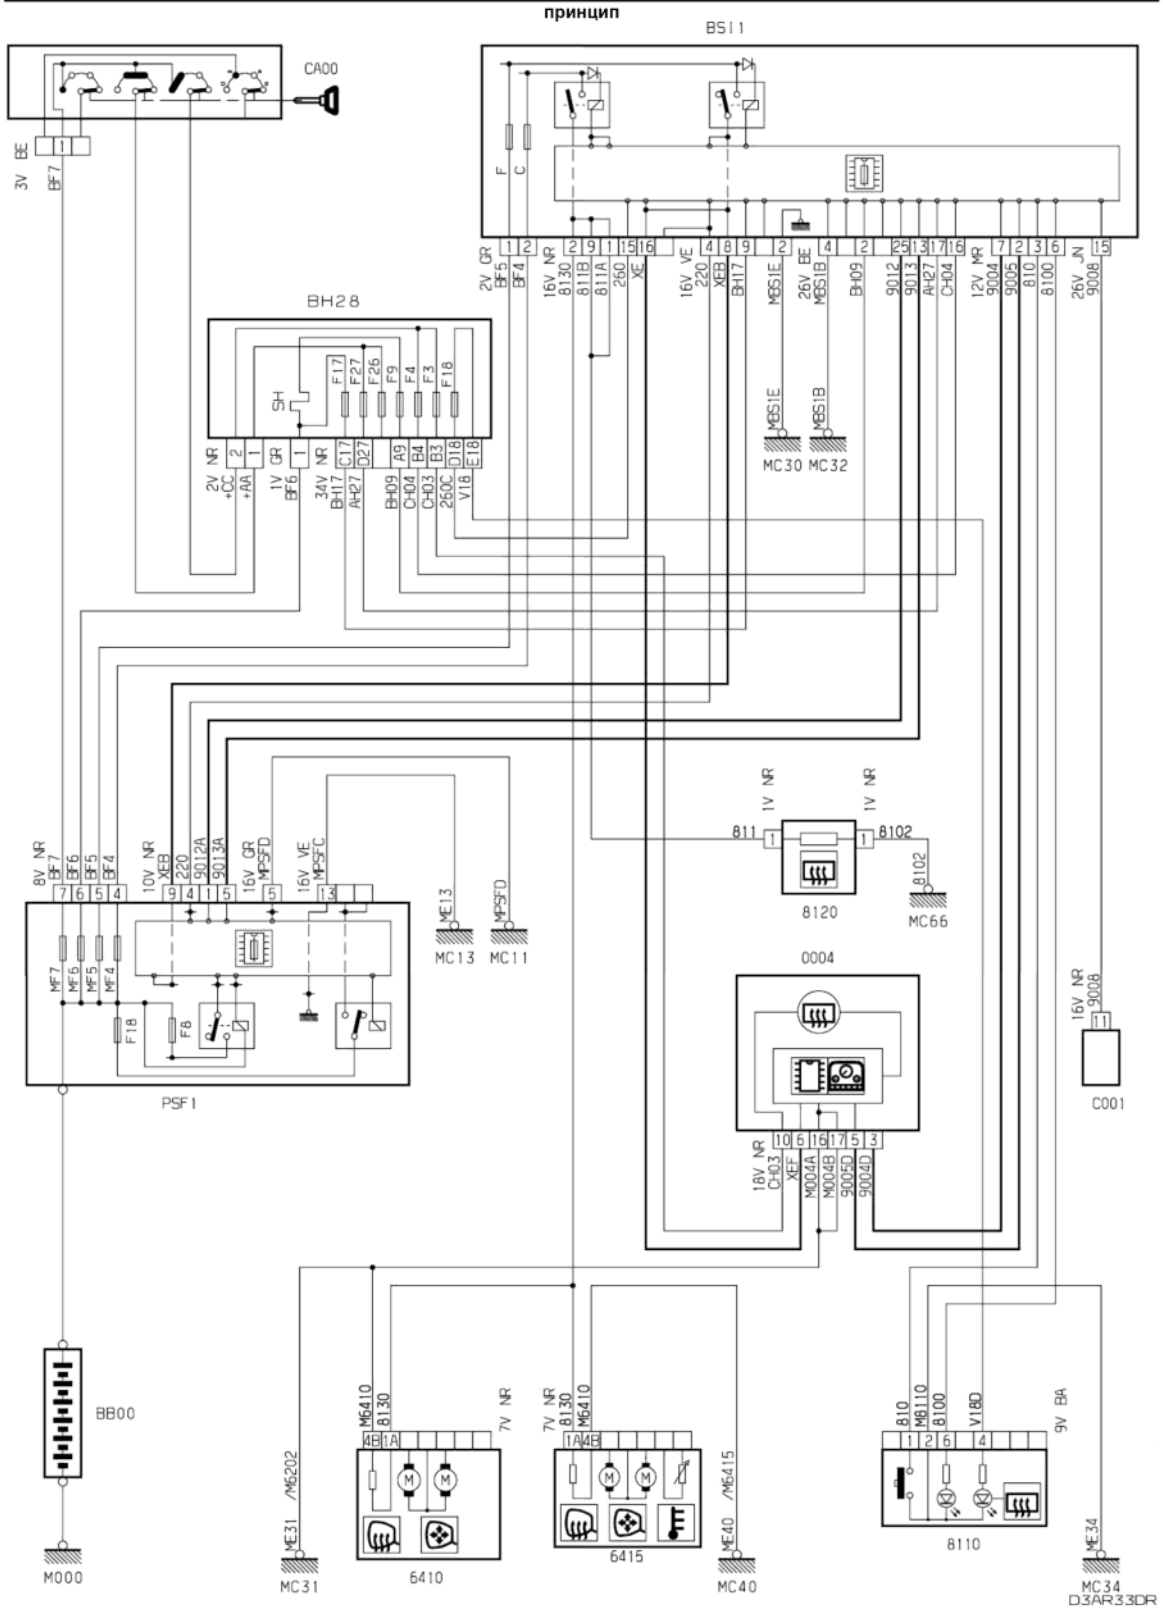 принцип
BSI1
CA00
3V BE
1
BF7
F
C
2V GR
1
2
BF5
BF4
16V NR
2
9
1
15
16
8130
811B
811A
260
XE
16V VE
4
8
9
2
220
XEB
BH17
MBS1E
26V BE
4
2
25
13
17
16
MBS1B
BH09
9012
9013
AH27
CH04
12V MR
7
2
3
6
9004
9005
810
8100
26V JN
15
9008
BH28
SH
F17
F27
F26
F9
F4
F3
F18
2V NR
2
1
+CC
+AA
1V GR
1
BF6
34V NR
C17
D27
A9
B4
B3
D18
E18
BH17
AH27
BH09
CH04
CH03
260C
V18
MBS1E
MBS1B
MC30
MC32
8V NR
BF7
BF6
BF5
BF4
7
6
5
4
10V NR
XEB
220
9012A
9013A
9
4
1
5
16V GR
MPSFD
5
16V VE
MPSFC
13
ME13
MPSFD
MC13
MC11
MF7
MF6
MF5
MF4
F18
F8
PSF1
1V NR
1V NR
811
1
1
8102
8102
8120
MC66
0004
16V NR
9008
11
C001
18V NR
10
6
16
17
5
3
CH03
XEF
M004A
M004B
9005D
9004D
BB00
M000
ME31 /M6202
MC31
M6410
8130
4B
1A
7V NR
M
M
6410
7V NR
8130
M6410
1A
4B
M
M
6415
ME40 /M6415
MC40
810
M8110
8100
V18D
1
2
6
4
9V BA
8110
ME34
MC34
D3AR33DR